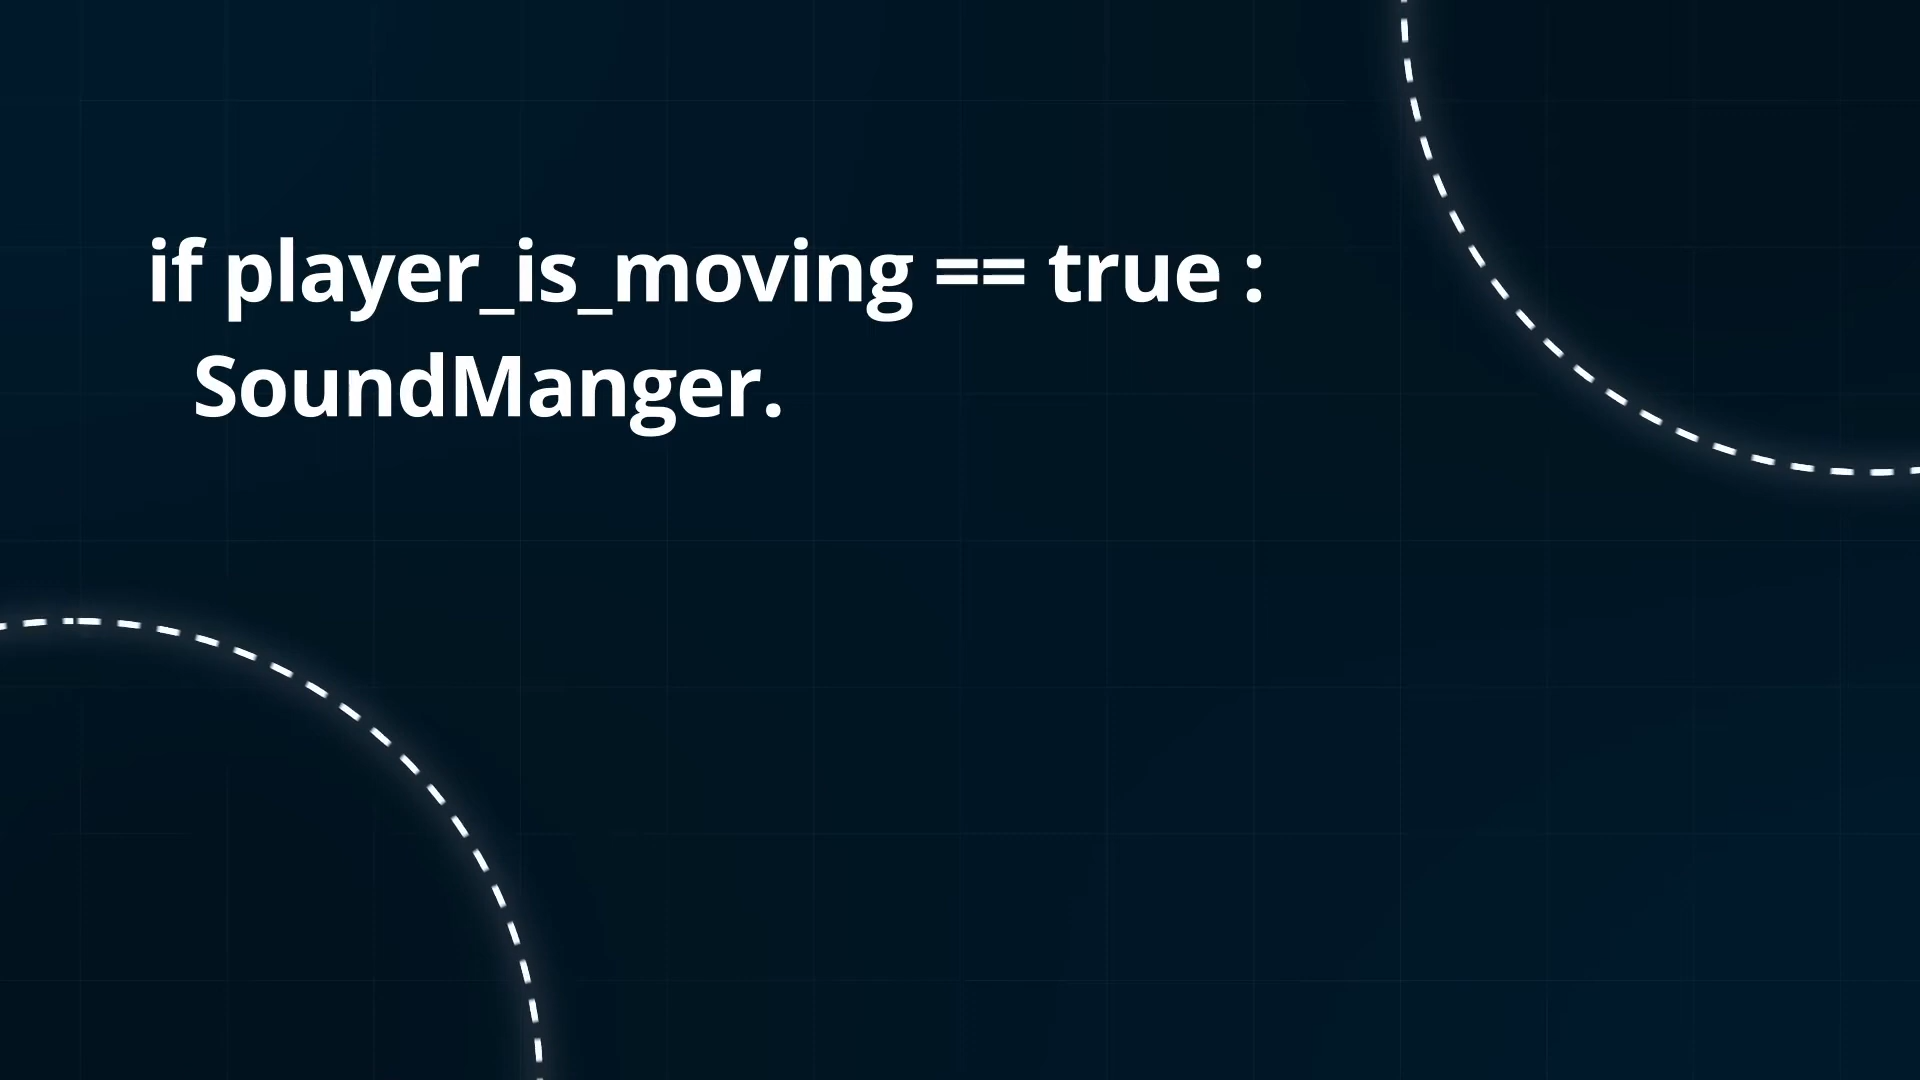 if player_is_moving == true :
SoundManger.